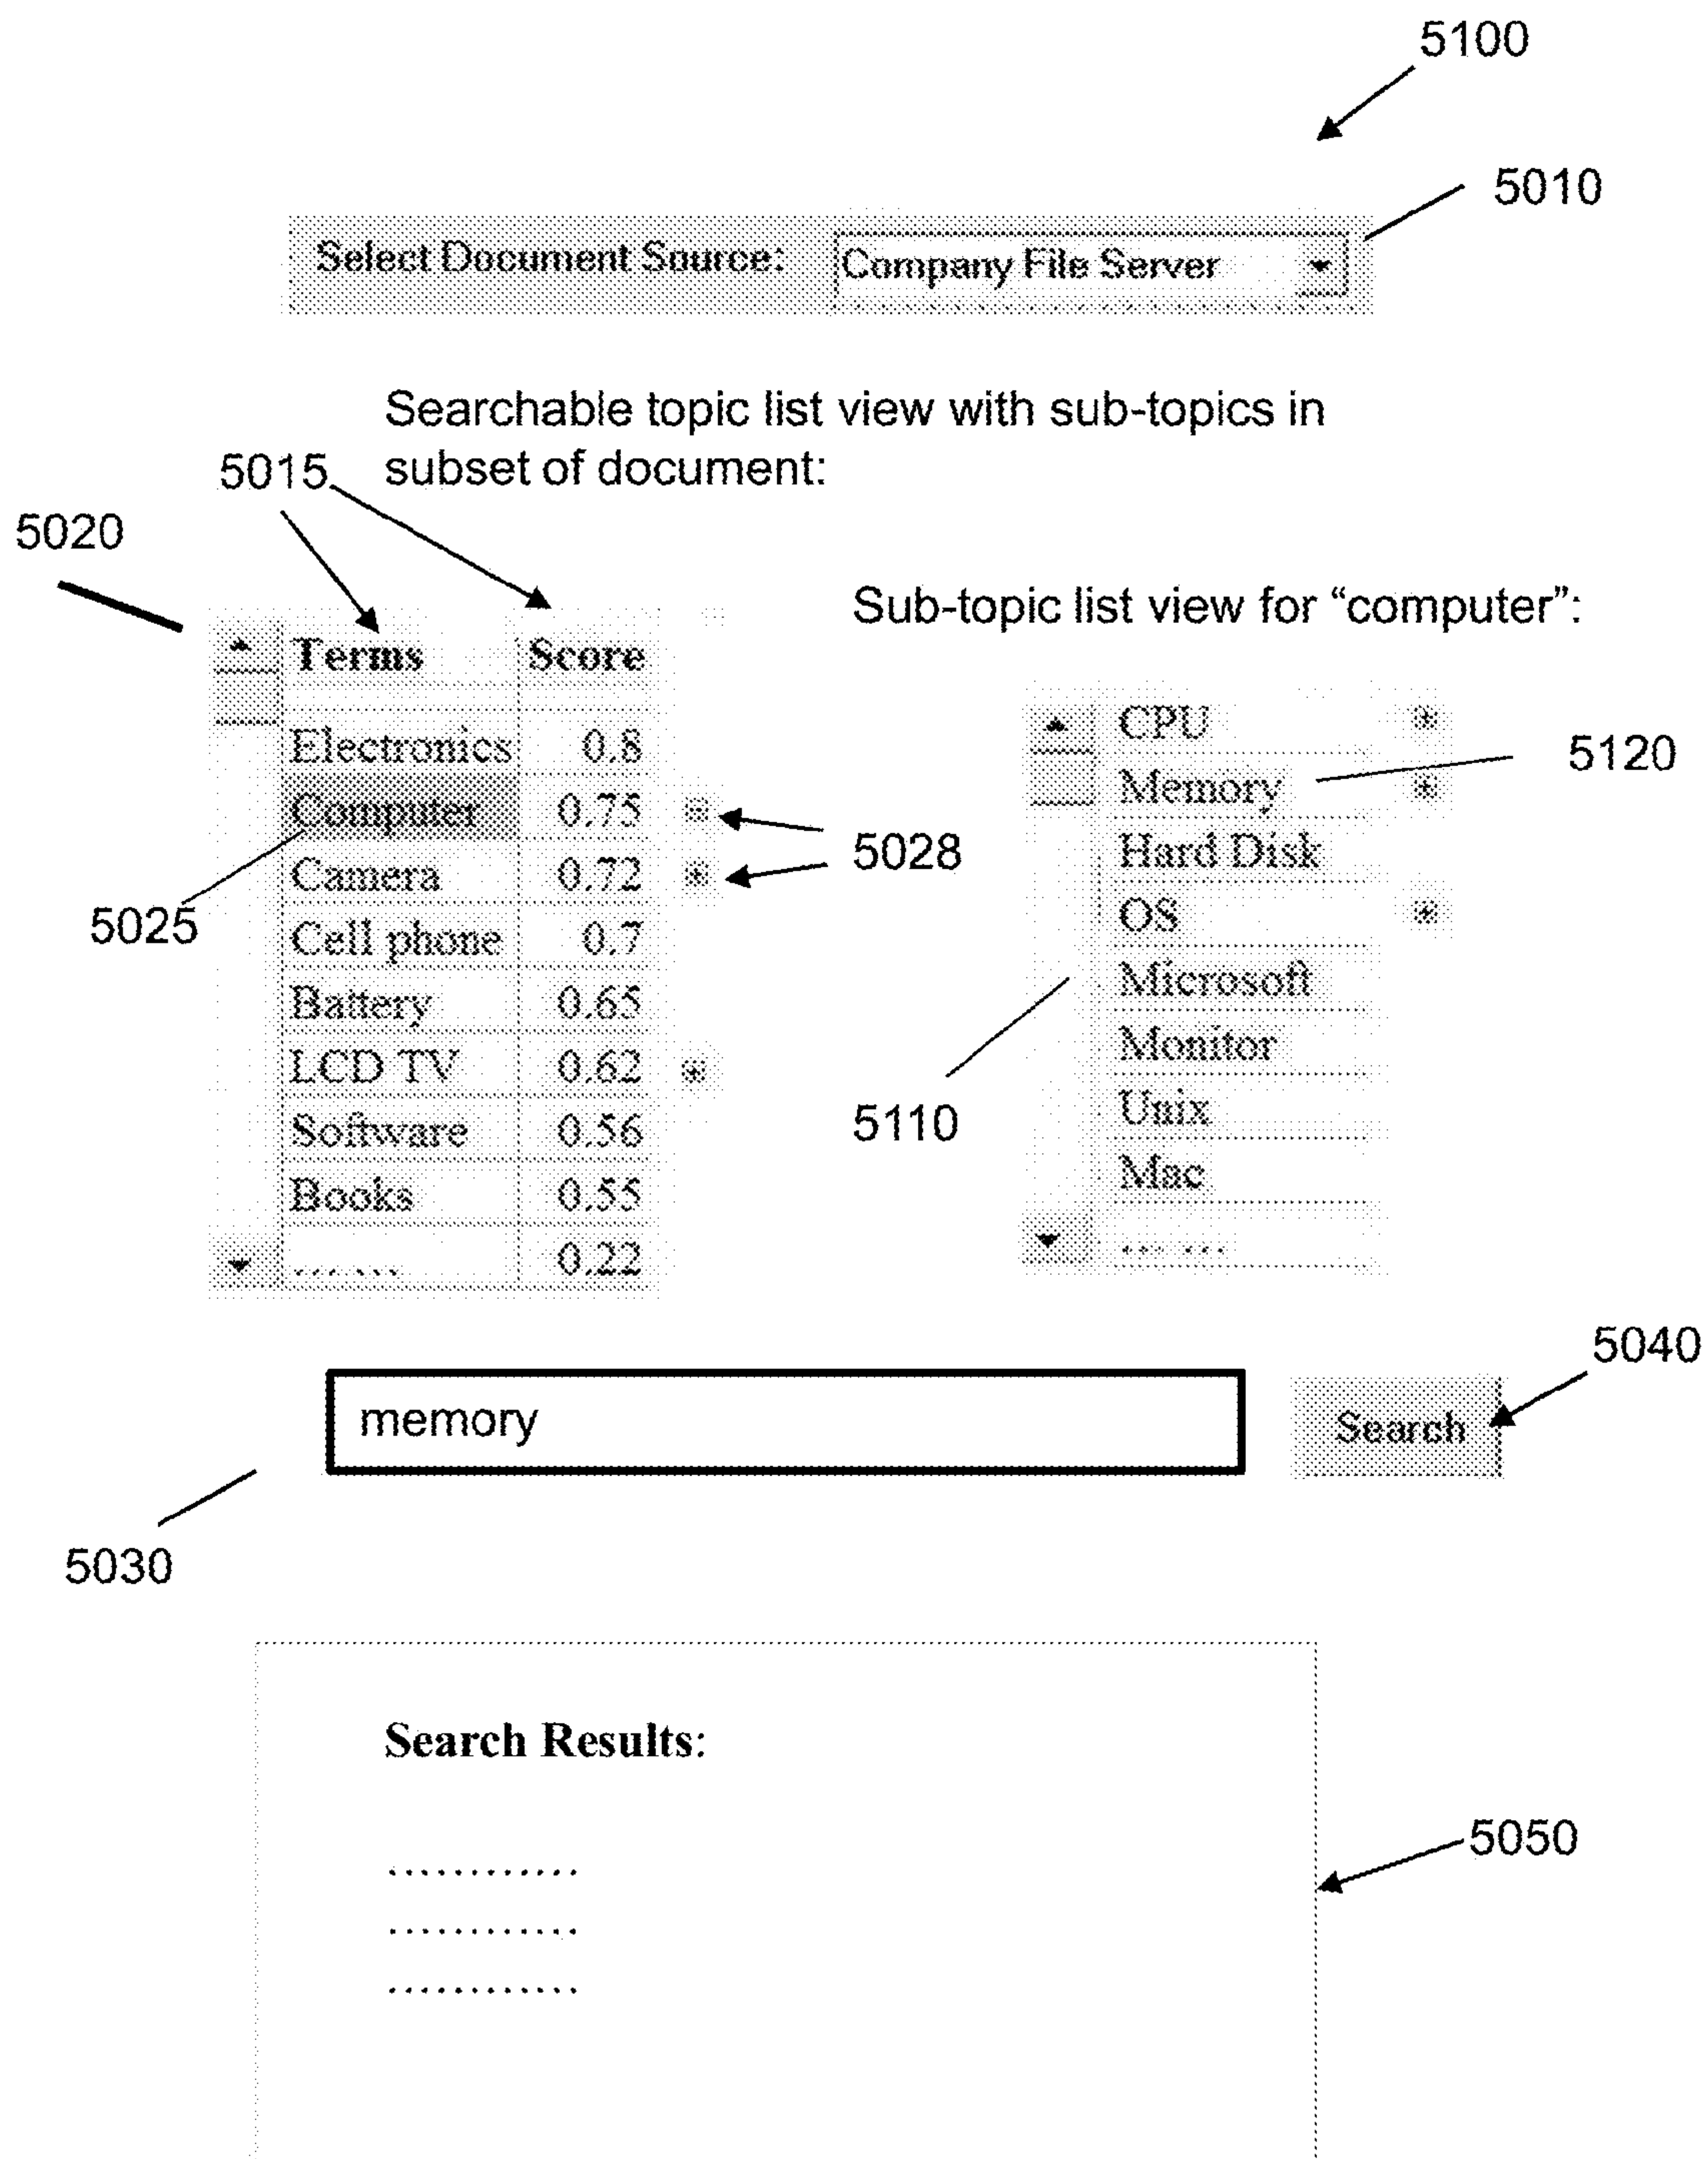 5100
5010
Select Document Source: Company File Server
Searchable topic list view with sub-topics in
subset of document:
5015
5020
Sub-topic list view for “computer”:
Terms Score
Electronics 0.8
Computer 0.75
Camera 0.72
Cell phone 0.7
Battery 0.65
LCD TV 0.62
Software 0.56
Books 0.55
... ... 0.22
5028
5025
CPU
Memory
Hard Disk
OS
Microsoft
Monitor
Unix
Mac
... ...
5120
5110
memory
Search
5040
5030
Search Results:
...........
...........
...........
5050